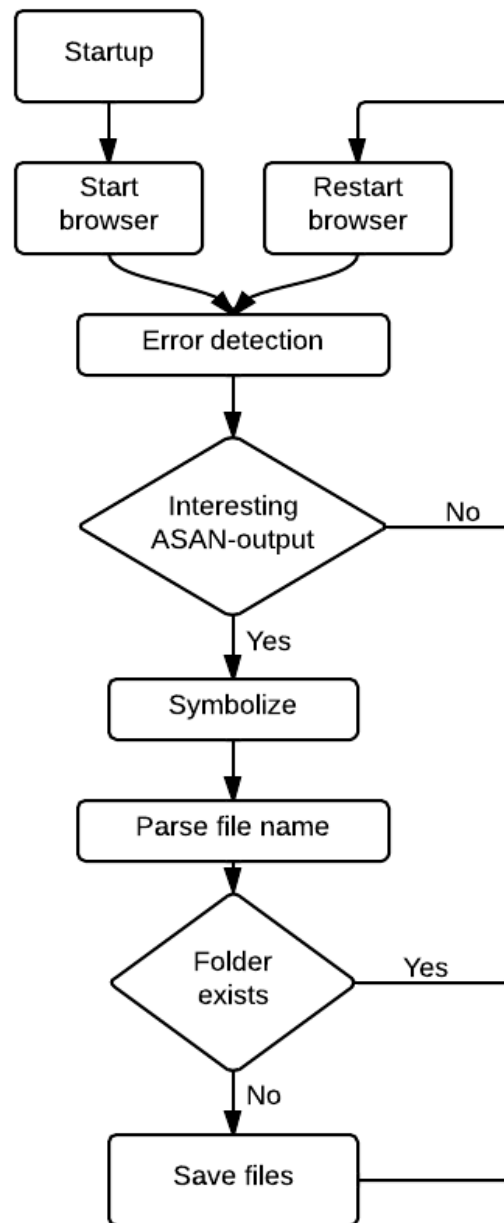 Startup
Start
browser
Restart
browser
Error detection
Interesting
ASAN-output
No
Yes
Symbolize
Parse file name
Folder
exists
Yes
No
Save files